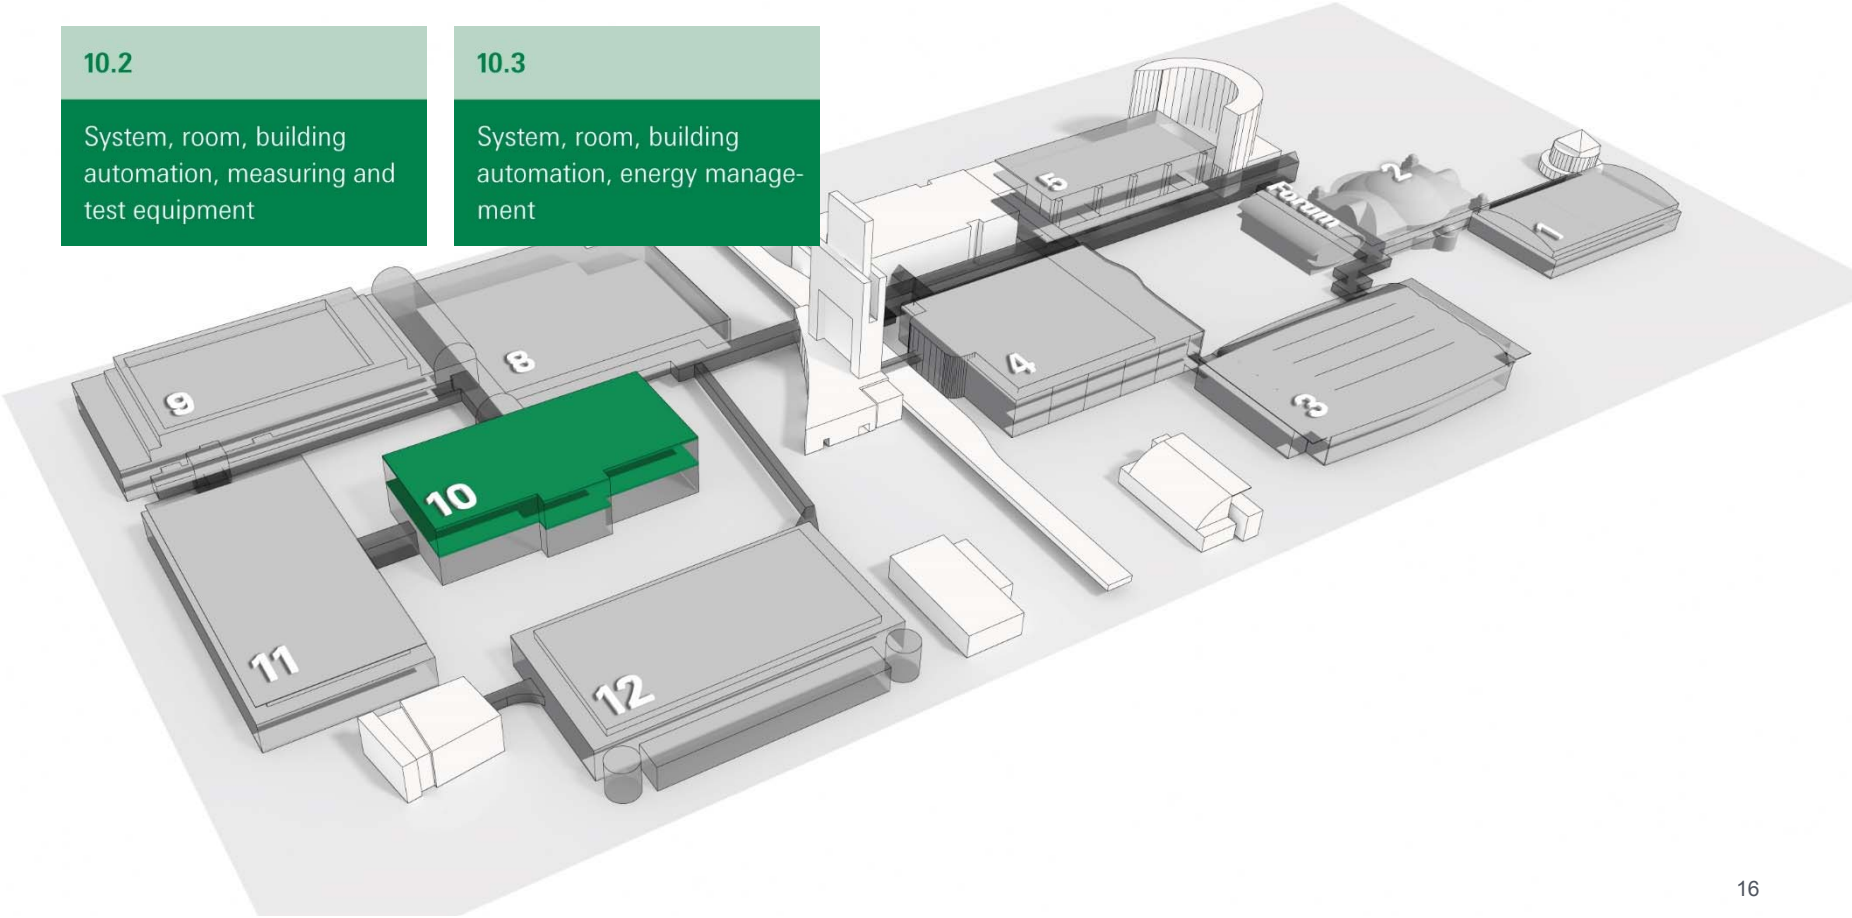 10.2
System, room, building
automation, measuring and
test equipment
10.3
System, room, building
automation, energy manage-
ment
5
Forum
2
1
9
8
4
3
10
11
12
16